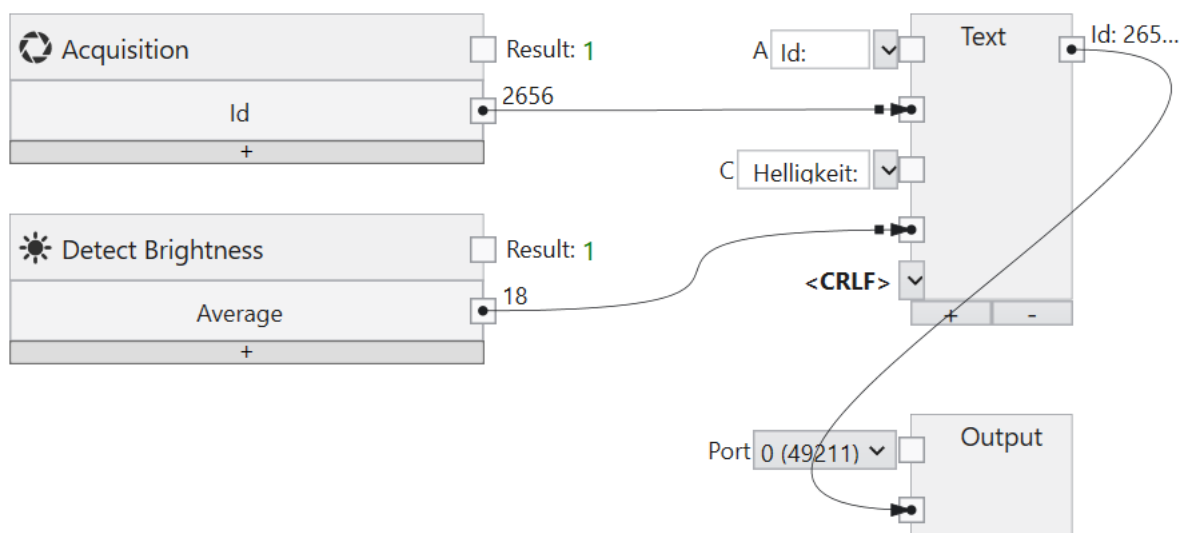 Acquisition
Result: 1
Id
2656
+
Detect Brightness
Result: 1
Average
18
+
Text
A Id:
C Helligkeit:
<CRLF>
+ -
Id: 265...
Output
Port 0 (49211)